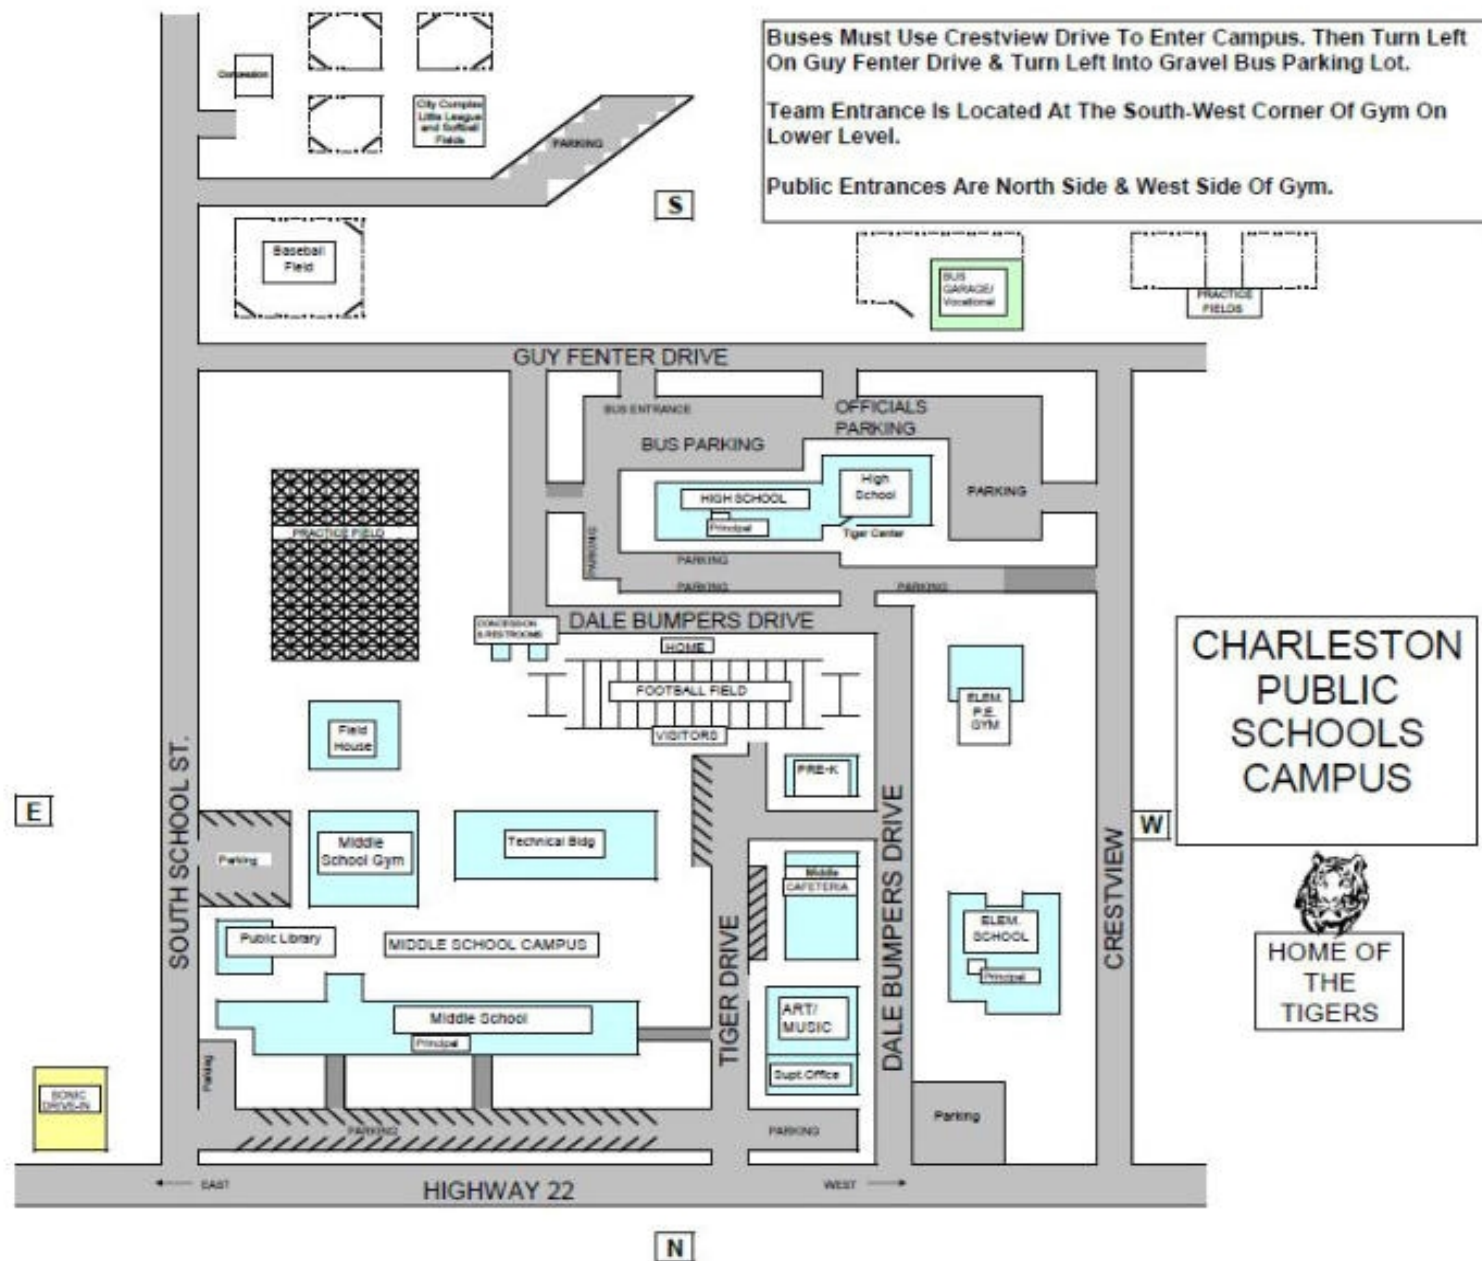 Buses Must Use Crestview Drive To Enter Campus. Then Turn Left
On Guy Fenter Drive & Turn Left Into Gravel Bus Parking Lot.
Team Entrance Is Located At The South-West Corner Of Gym On
Lower Level.
Public Entrances Are North Side & West Side Of Gym.
Concession
City Complex
Little League
and Softball
Fields
PARKING
S
Baseball
Field
BUS
GARAGE/
Vocational
PRACTICE
FIELDS
GUY FENTER DRIVE
BUS ENTRANCE
OFFICIALS
PARKING
BUS PARKING
HIGH SCHOOL
Principal
High
School
Tiger Center
PARKING
PRACTICE FIELD
PARKING
PARKING
PARKING
PARKING
CONCESSION
& RESTROOMS
DALE BUMPERS DRIVE
HOME
FOOTBALL FIELD
VISITORS
ELEM.
P.E.
GYM
CHARLESTON
PUBLIC
SCHOOLS
CAMPUS
Field
House
PRE-K
SOUTH SCHOOL ST.
E
W
Parking
Middle
School Gym
Technical Bldg
Middle
CAFETERIA
DALE BUMPERS DRIVE
CRESTVIEW
Public Library
MIDDLE SCHOOL CAMPUS
TIGER DRIVE
ELEM.
SCHOOL
Principal
HOME OF
THE
TIGERS
Middle School
Principal
ART/
MUSIC
Supt.Office
Parking
SONIC
DRIVE-IN
PARKING
PARKING
Parking
EAST
HIGHWAY 22
WEST
N